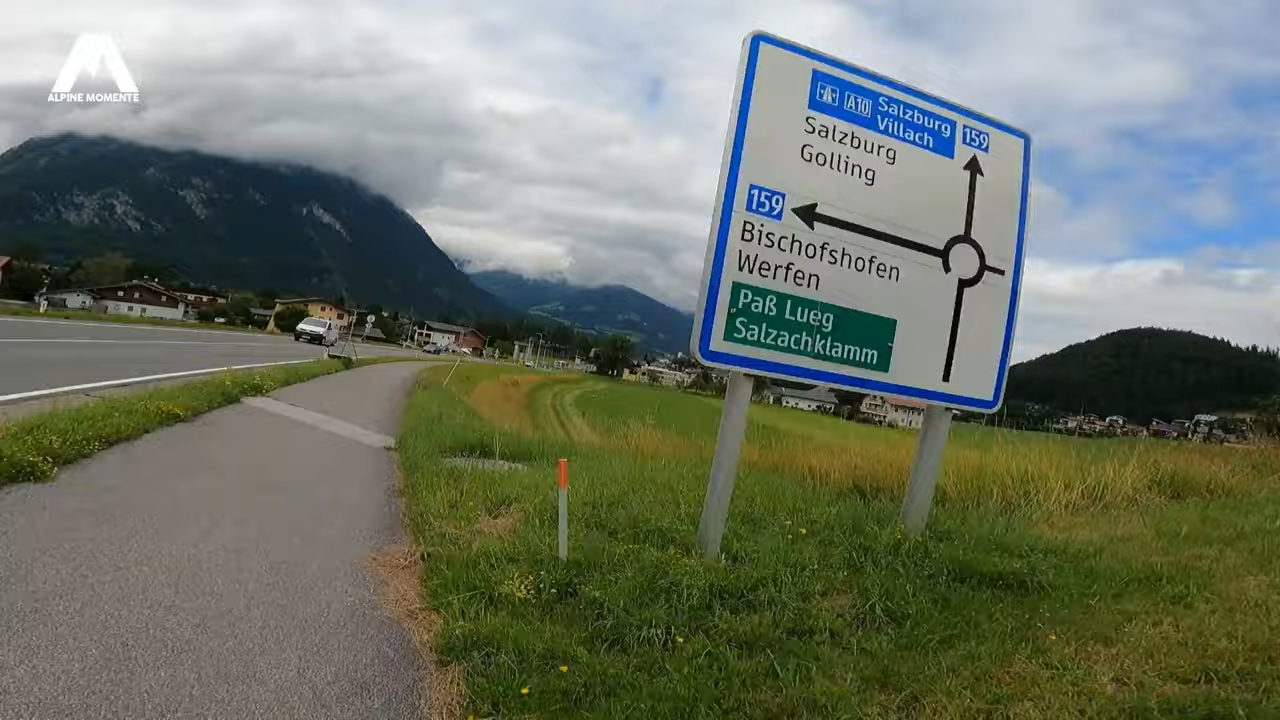 ALPINE MOMENTE
A10 Salzburg
Villach
159
Salzburg
Golling
159
Bischofshofen
Werfen
Paß Lueg
Salzachklamm